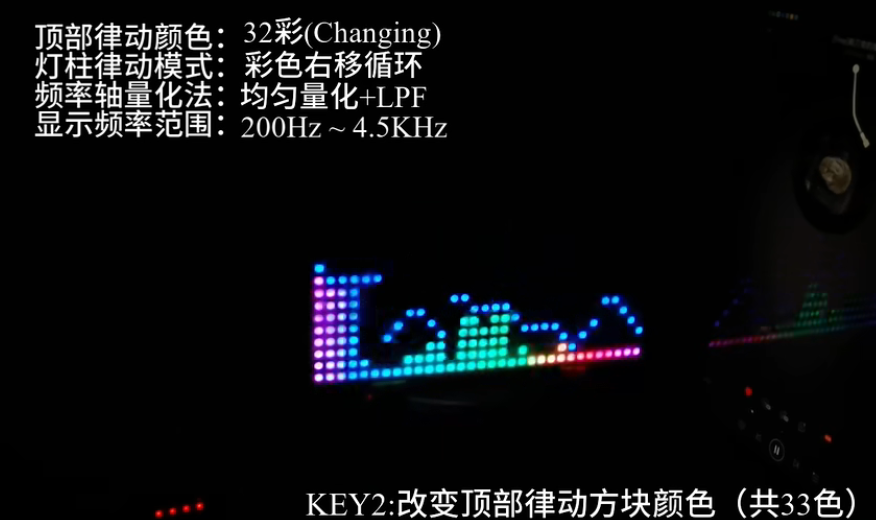 顶部律动颜色：32彩(Changing)
灯柱律动模式：彩色右移循环
频率轴量化法：均匀量化+LPF
显示频率范围：200Hz ~ 4.5KHz
KEY2:改变顶部律动方块颜色（共33色）